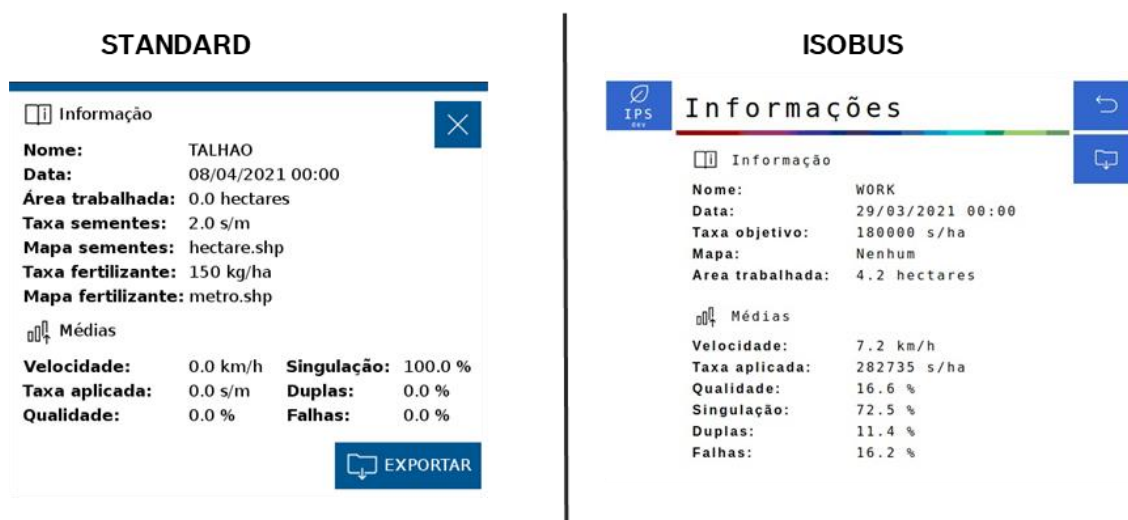 STANDARD
Informação
Nome: TALHAO
Data: 08/04/2021 00:00
Área trabalhada: 0.0 hectares
Taxa sementes: 2.0 s/m
Mapa sementes: hectare.shp
Taxa fertilizante: 150 kg/ha
Mapa fertilizante: metro.shp
Médias
Velocidade: 0.0 km/h Singulação: 100.0 %
Taxa aplicada: 0.0 s/m Duplas: 0.0 %
Qualidade: 0.0 % Falhas: 0.0 %
EXPORTAR
ISOBUS
IPS
dev
Informações
Informação
Nome: WORK
Data: 29/03/2021 00:00
Taxa objetivo: 180000 s/ha
Mapa: Nenhum
Area trabalhada: 4.2 hectares
Médias
Velocidade: 7.2 km/h
Taxa aplicada: 282735 s/ha
Qualidade: 16.6 %
Singulação: 72.5 %
Duplas: 11.4 %
Falhas: 16.2 %